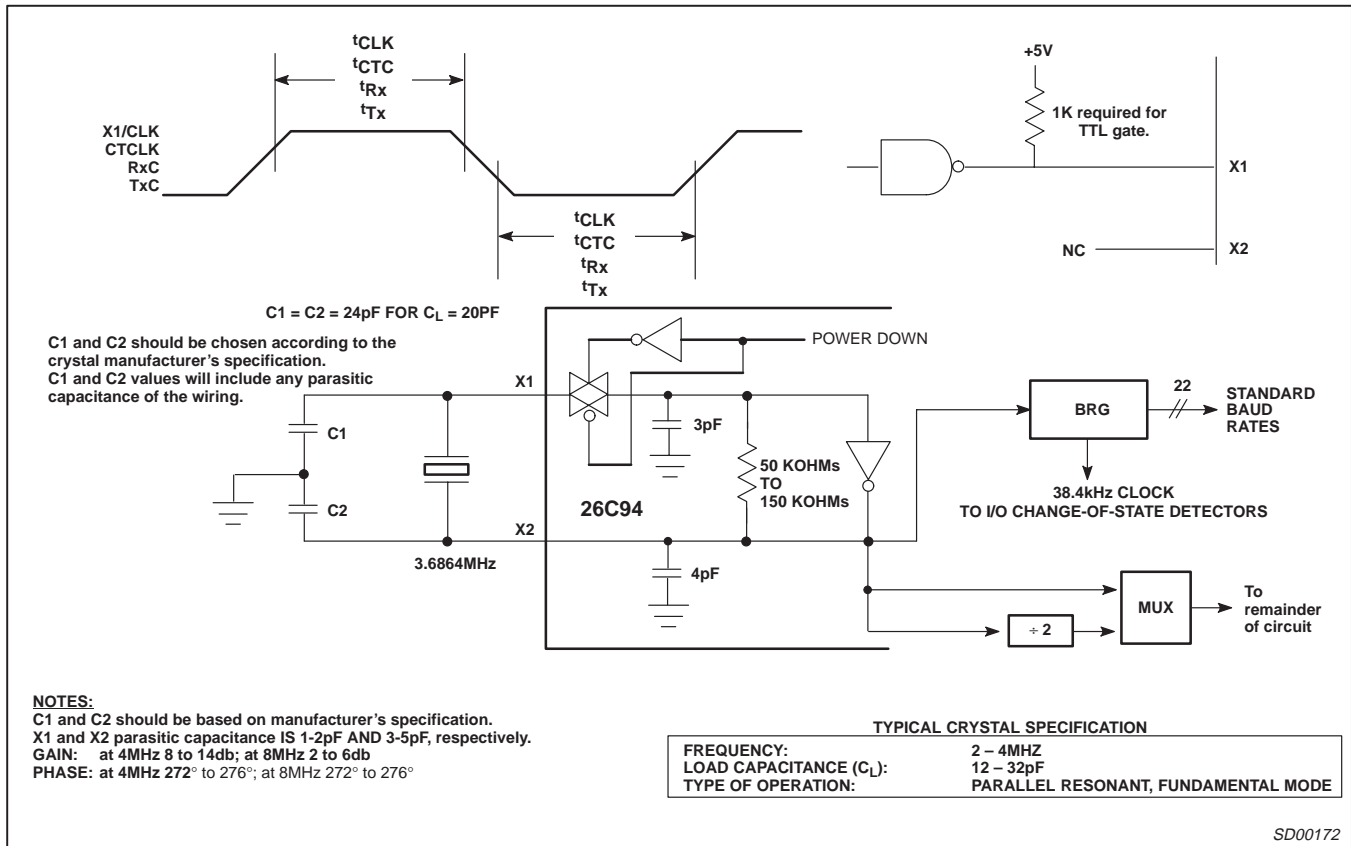 tCLK
tCTC
tRx
tTx
X1/CLK
CTCLK
RxC
TxC
tCLK
tCTC
tRx
tTx
+5V
1K required for
TTL gate.
X1
NC
X2
C1 = C2 = 24pF FOR CL = 20PF
C1 and C2 should be chosen according to the
crystal manufacturer's specification.
C1 and C2 values will include any parasitic
capacitance of the wiring.
POWER DOWN
X1
C1
3pF
50 KOHMs
TO
150 KOHMs
26C94
C2
X2
3.6864MHz
4pF
BRG
22
STANDARD
BAUD
RATES
38.4kHz CLOCK
TO I/O CHANGE-OF-STATE DETECTORS
MUX
÷ 2
To
remainder
of circuit
NOTES:
C1 and C2 should be based on manufacturer's specification.
X1 and X2 parasitic capacitance IS 1-2pF AND 3-5pF, respectively.
GAIN: at 4MHz 8 to 14db; at 8MHz 2 to 6db
PHASE: at 4MHz 272° to 276°; at 8MHz 272° to 276°
TYPICAL CRYSTAL SPECIFICATION
FREQUENCY: 2 – 4MHZ
LOAD CAPACITANCE (CL): 12 – 32pF
TYPE OF OPERATION: PARALLEL RESONANT, FUNDAMENTAL MODE
SD00172